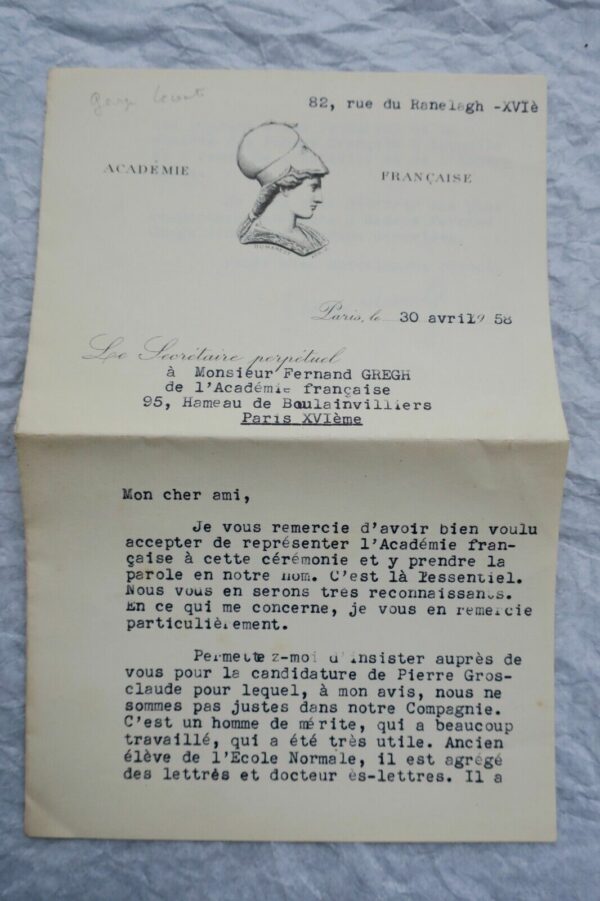 82, rue du Ranelagh -XVIè
ACADÉMIE FRANÇAISE
Paris, le 30 avril 19 58
Le Secrétaire perpétuel
à Monsieur Fernand GREGH
de l'Académie française
95, Hameau de Boulainvilliers
Paris XVIème
Mon cher ami,
Je vous remercie d'avoir bien voulu
accepter de représenter l'Académie fran-
çaise à cette cérémonie et y prendre la
parole en notre nom. C'est là l'essentiel.
Nous vous en serons très reconnaissants.
En ce qui me concerne, je vous en remercie
particulièrement.
Permettez-moi d'insister auprès de
vous pour la candidature de Pierre Gros-
claude pour lequel, à mon avis, nous ne
sommes pas justes dans notre Compagnie.
C'est un homme de mérite, qui a beaucoup
travaillé, qui a été très utile. Ancien
élève de l'Ecole Normale, il est agrégé
des lettrés et docteur ès-lettres. Il a